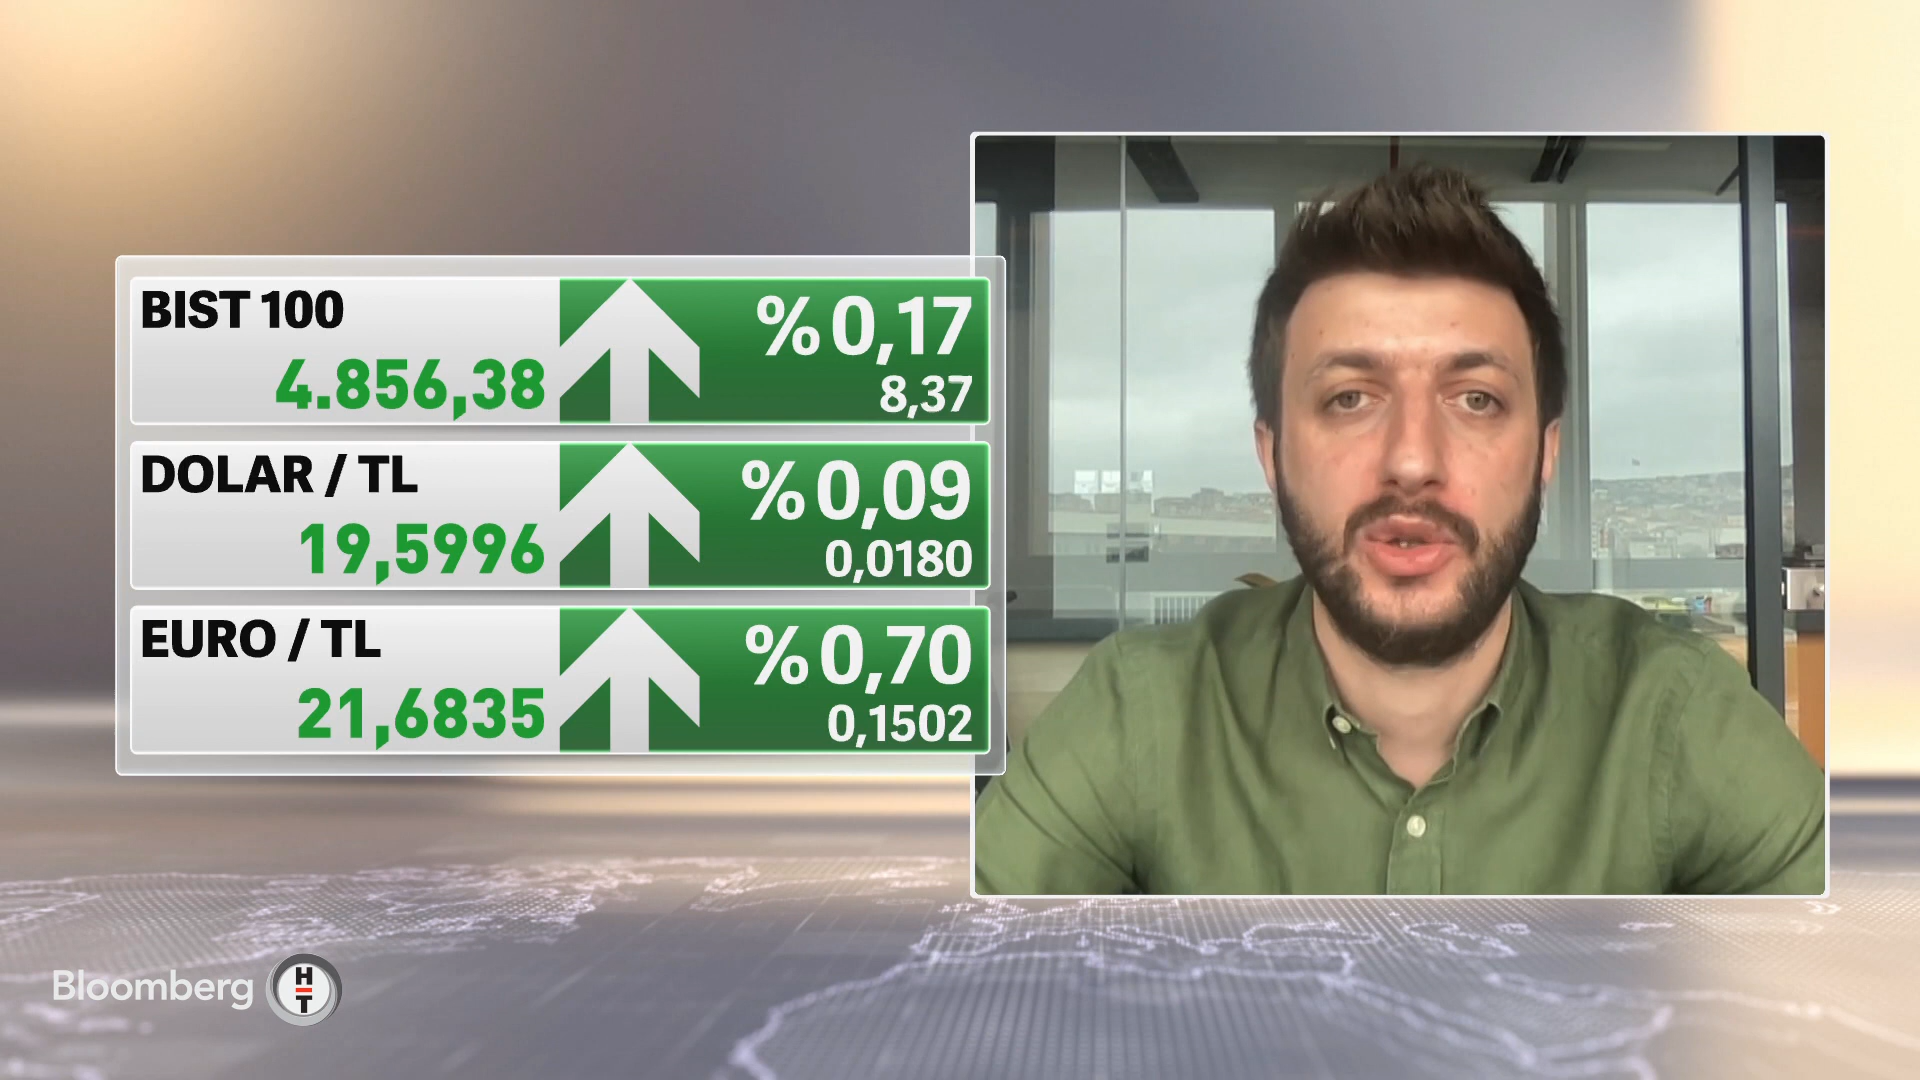 BIST 100
4.856,38
%0,17
8,37
DOLAR / TL
19,5996
%0,09
0,0180
EURO / TL
21,6835
%0,70
0,1502
Bloomberg HT